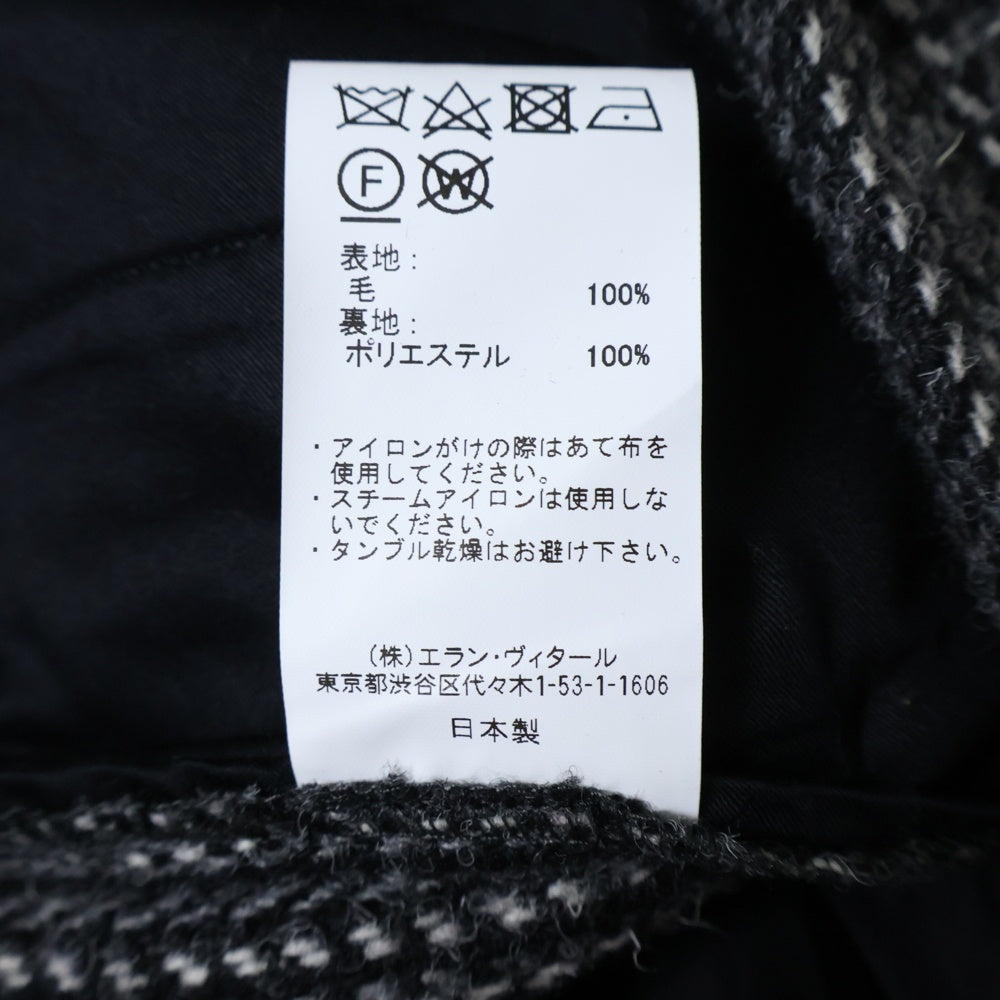 F W
表地：
毛 100%
裏地：
ポリエステル 100%
・アイロンがけの際はあて布を
使用してください。
・スチームアイロンは使用しな
いでください。
・タンブル乾燥はお避け下さい。
(株)エラン・ヴィタール
東京都渋谷区代々木1-53-1-1606
日本製